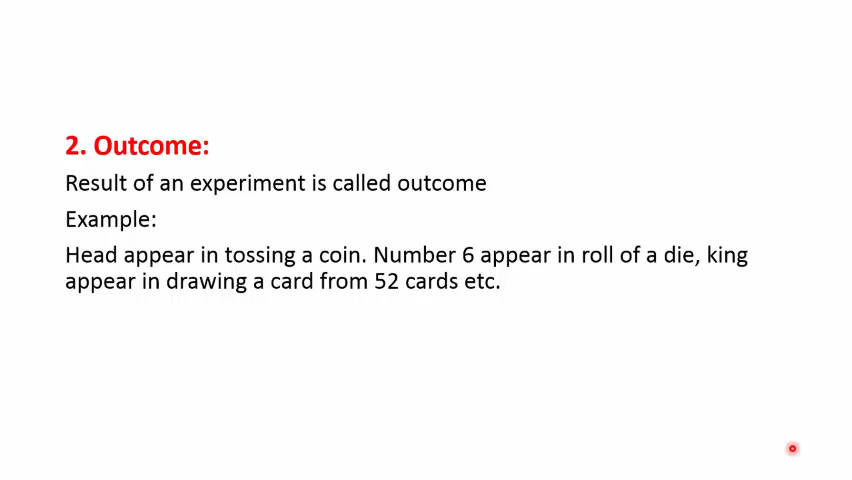 2. Outcome:
Result of an experiment is called outcome
Example:
Head appear in tossing a coin. Number 6 appear in roll of a die, king
appear in drawing a card from 52 cards etc.